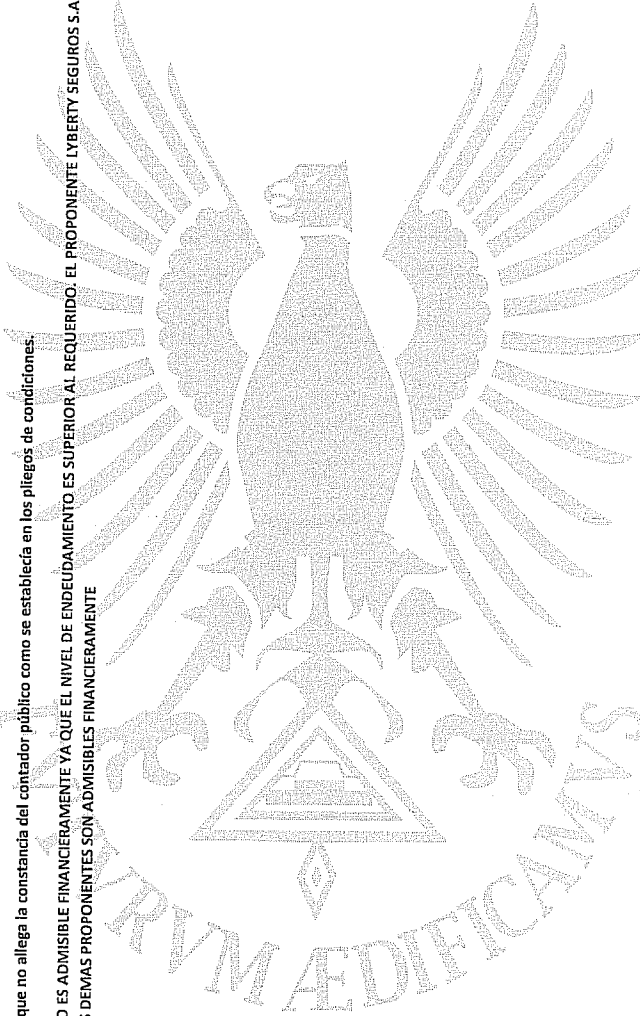 que no allega la constancia del contador público como se establecía en los pliegos de condiciones.
O ES ADMISIBLE FINANCIERAMENTE YA QUE EL NIVEL DE ENDEUDAMIENTO ES SUPERIOR AL REQUERIDO. EL PROPONENTE LYBERTY SEGUROS S.A
S DEMAS PROPONENTES SON ADMISIBLES FINANCIERAMENTE
VRVM ÆDIFICAMVS